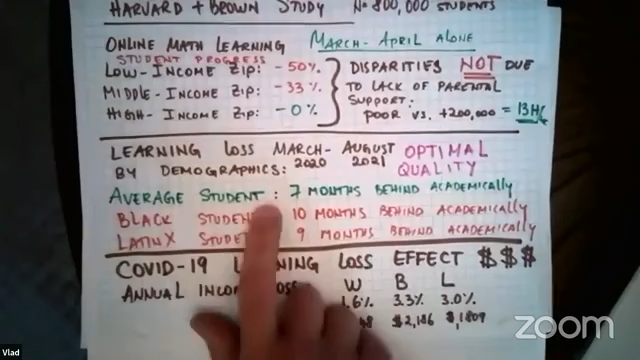 HARVARD + BROWN STUDY No 800,000 STUDENTS
ONLINE MATH LEARNING MARCH - APRIL ALONE
STUDENT PROGRESS
LOW-INCOME ZIP: -50%
MIDDLE-INCOME ZIP: -33%
HIGH-INCOME ZIP: -0%
DISPARITIES NOT DUE
TO LACK OF PARENTAL
SUPPORT:
POOR VS. +200,000 =
LEARNING LOSS MARCH - AUGUST OPTIMAL
BY DEMOGRAPHICS: 2020 2021 QUALITY
AVERAGE STUDENT: 7 MONTHS BEHIND ACADEMICALLY
BLACK STUDEN 10 MONTHS BEHIND ACADEMICALLY
LATINX STUDE 9 MONTHS BEHIND ACADEMICALLY
COVID-19 LOSS EFFECT $$$
ANNUAL W B L
3.3% 3.0%
$2,186 $1,809
zoom
Vlad